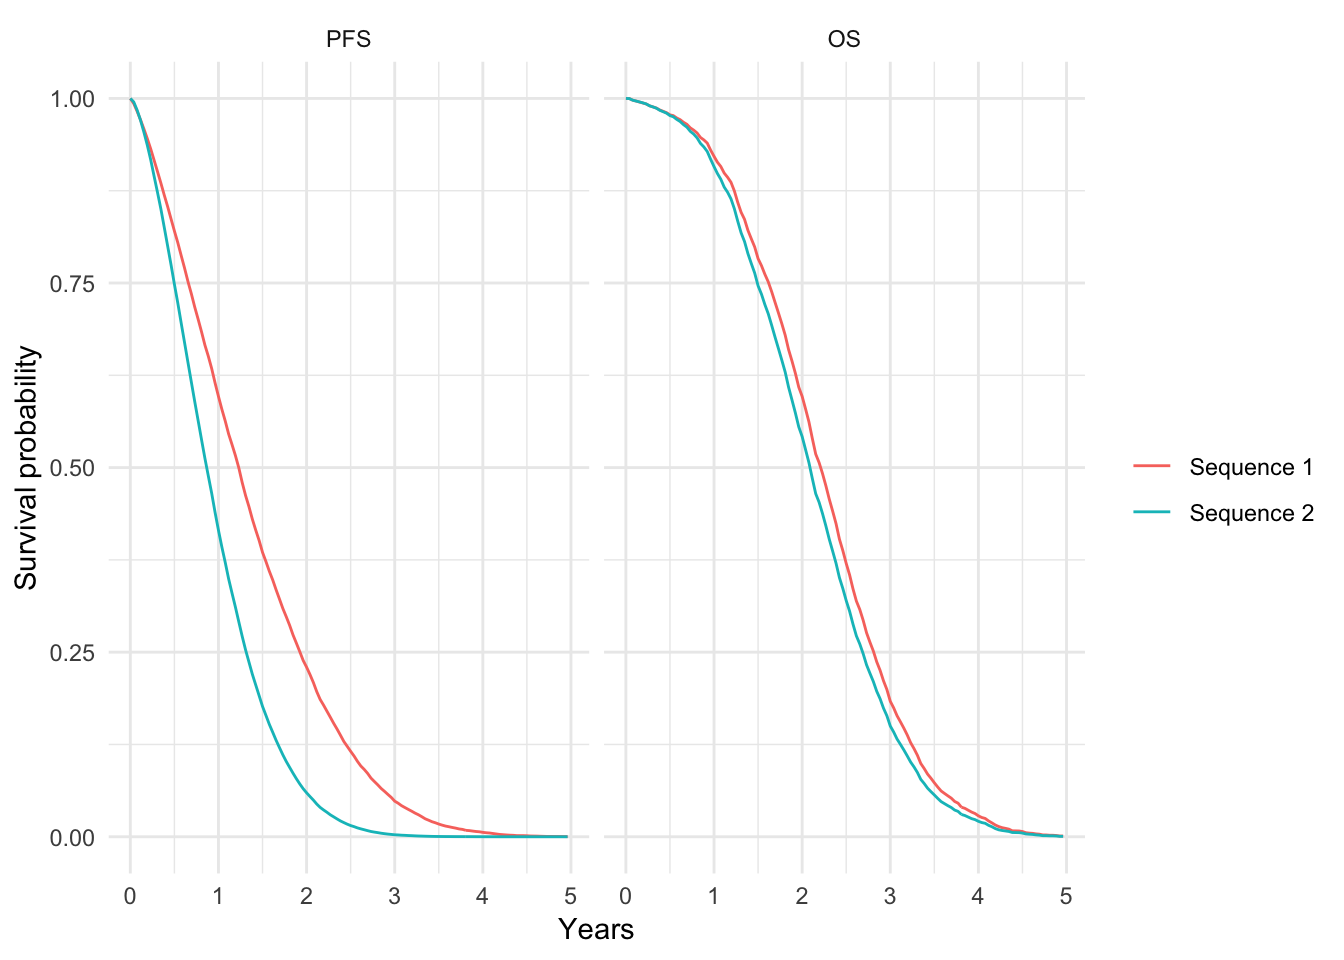 PFS
OS
Survival probability
1.00
0.75
0.50
0.25
0.00
0 1 2 3 4 5
0 1 2 3 4 5
Years
Sequence 1
Sequence 2